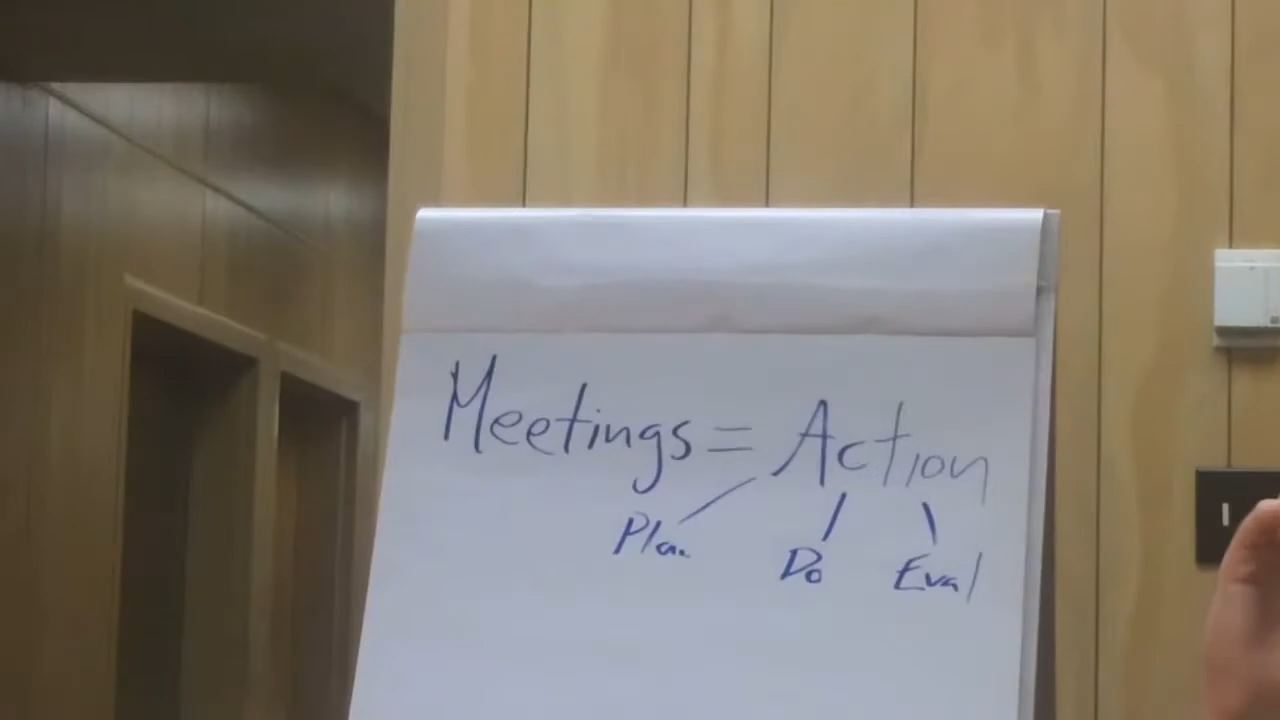 Meetings = Action
Plan Do Eval